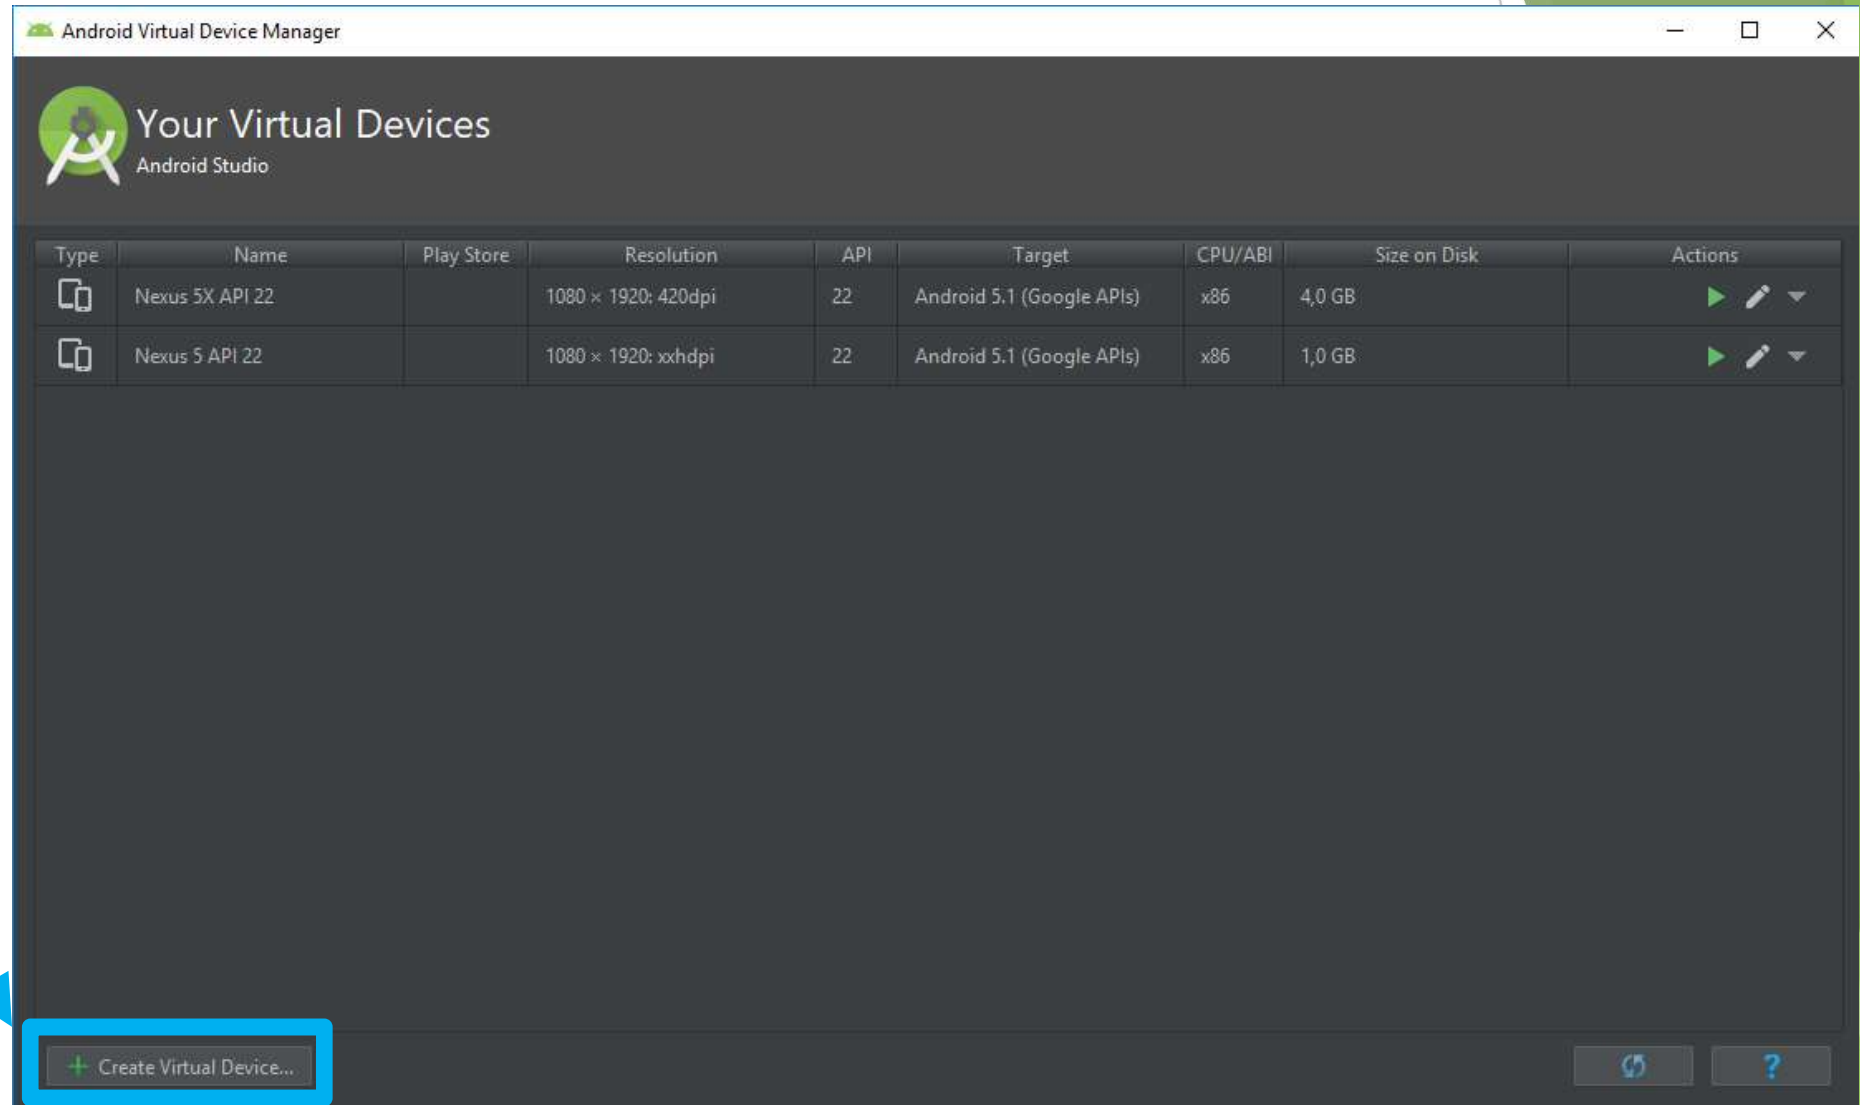 Android Virtual Device Manager
Your Virtual Devices
Android Studio
Type Name Play Store Resolution API Target CPU/ABI Size on Disk Actions
Nexus 5X API 22 1080 × 1920: 420dpi 22 Android 5.1 (Google APIs) x86 4,0 GB
Nexus 5 API 22 1080 × 1920: xxhdpi 22 Android 5.1 (Google APIs) x86 1,0 GB
+ Create Virtual Device...
?